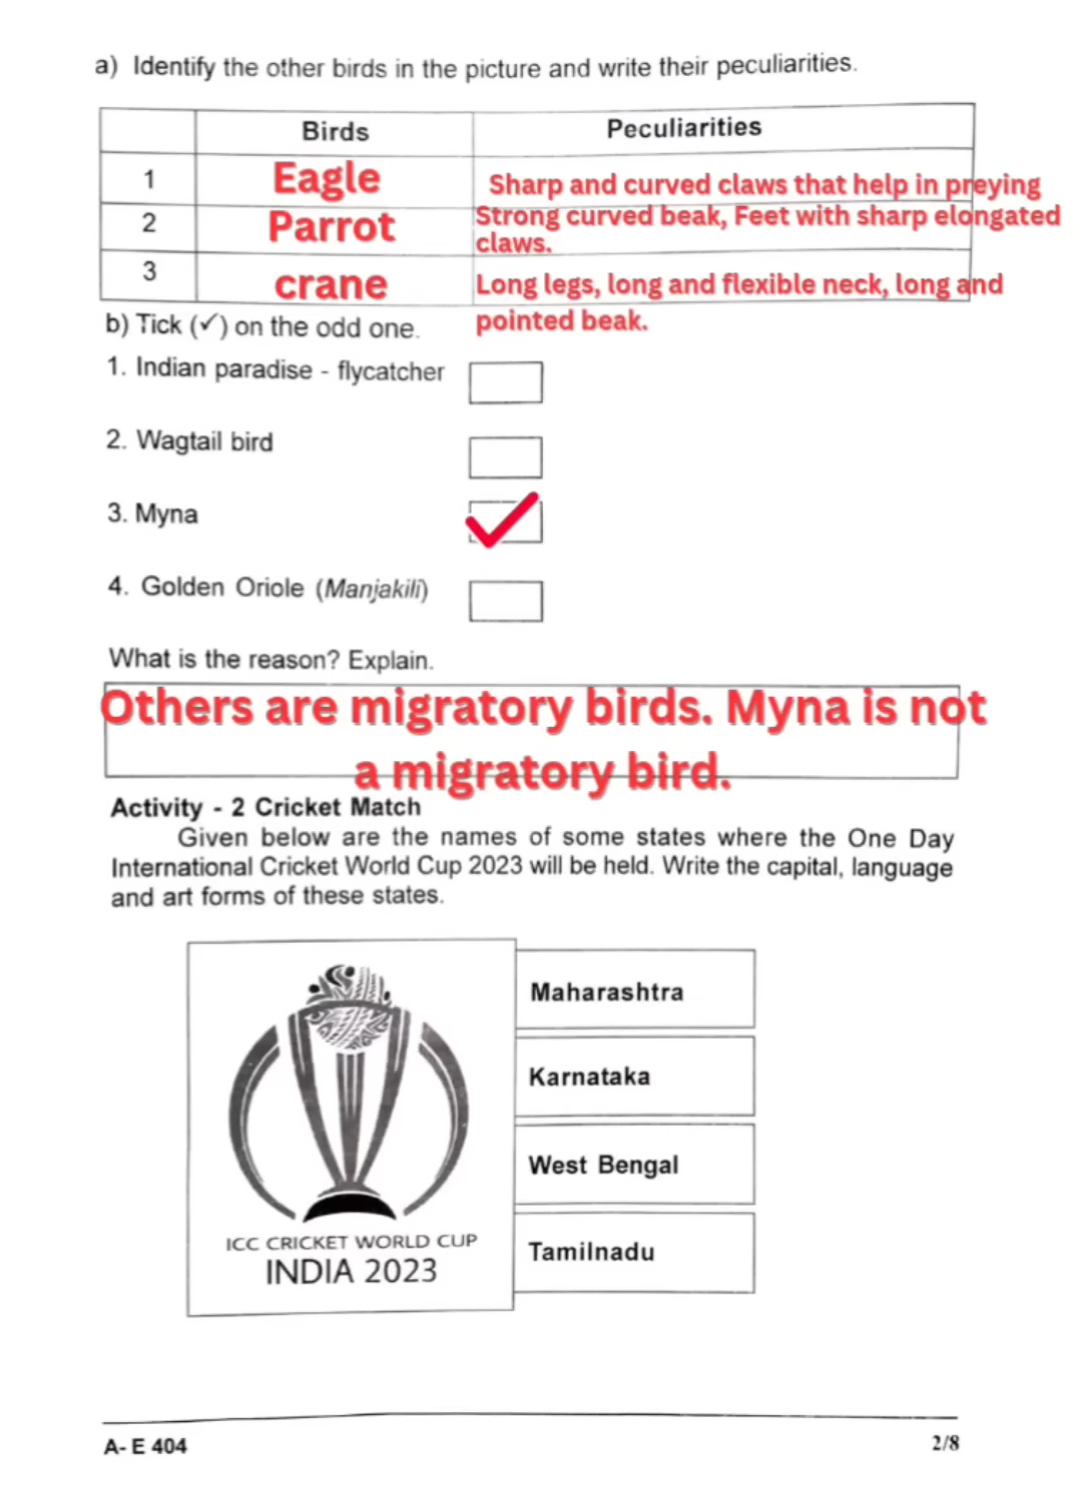 a) Identify the other birds in the picture and write their peculiarities.
Birds Peculiarities
1 Eagle Sharp and curved claws that help in preying
2 Parrot Strong curved beak, Feet with sharp elongated
claws.
3 crane Long legs, long and flexible neck, long and
pointed beak.
b) Tick (✓) on the odd one.
1. Indian paradise - flycatcher
2. Wagtail bird
3. Myna
4. Golden Oriole (Manjakili)
What is the reason? Explain.
Others are migratory birds. Myna is not
a migratory bird.
Activity - 2 Cricket Match
Given below are the names of some states where the One Day
International Cricket World Cup 2023 will be held. Write the capital, language
and art forms of these states.
Maharashtra
Karnataka
West Bengal
Tamilnadu
ICC CRICKET WORLD CUP
INDIA 2023
A- E 404 2/8